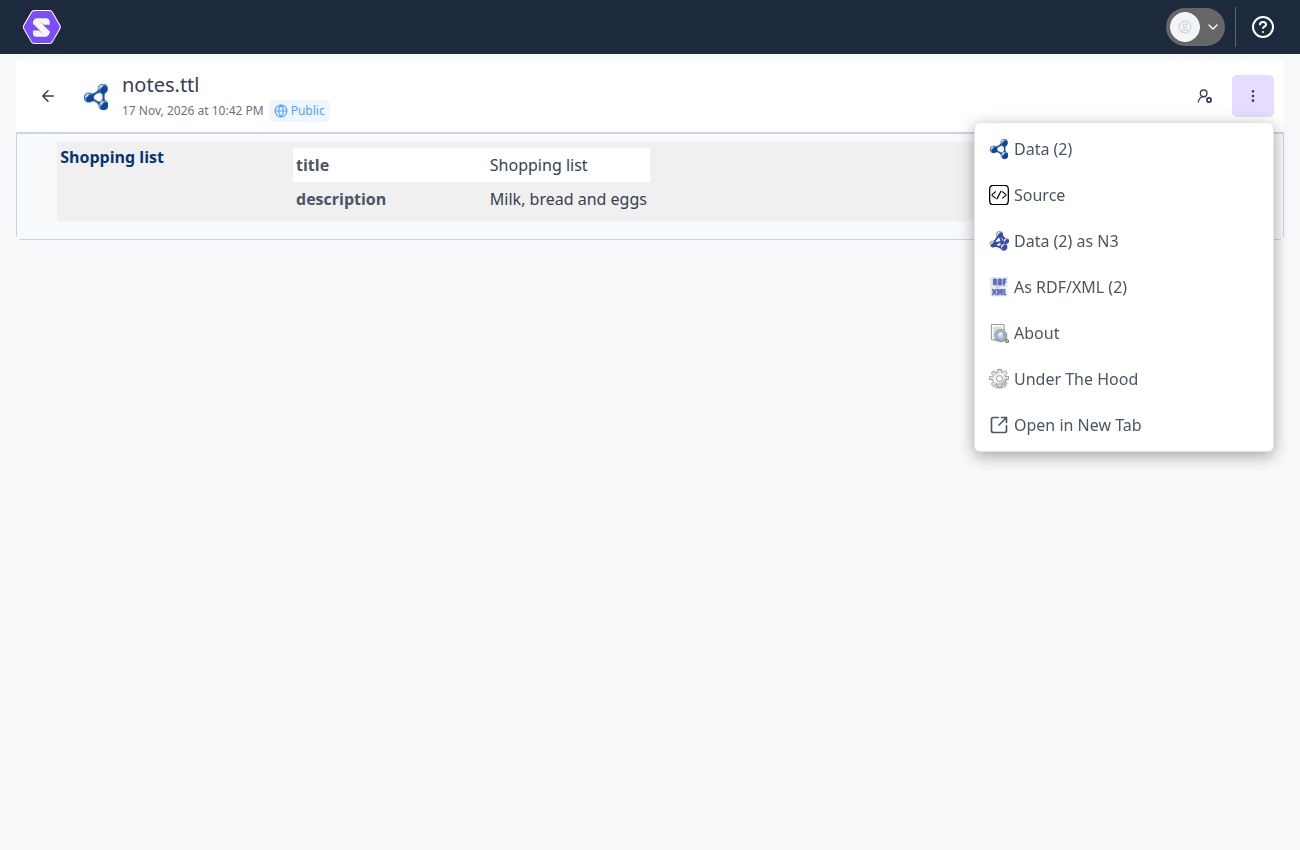 notes.ttl
17 Nov, 2026 at 10:42 PM Public
Shopping list
title Shopping list
description Milk, bread and eggs
Data (2)
Source
Data (2) as N3
RDF XML As RDF/XML (2)
About
Under The Hood
Open in New Tab